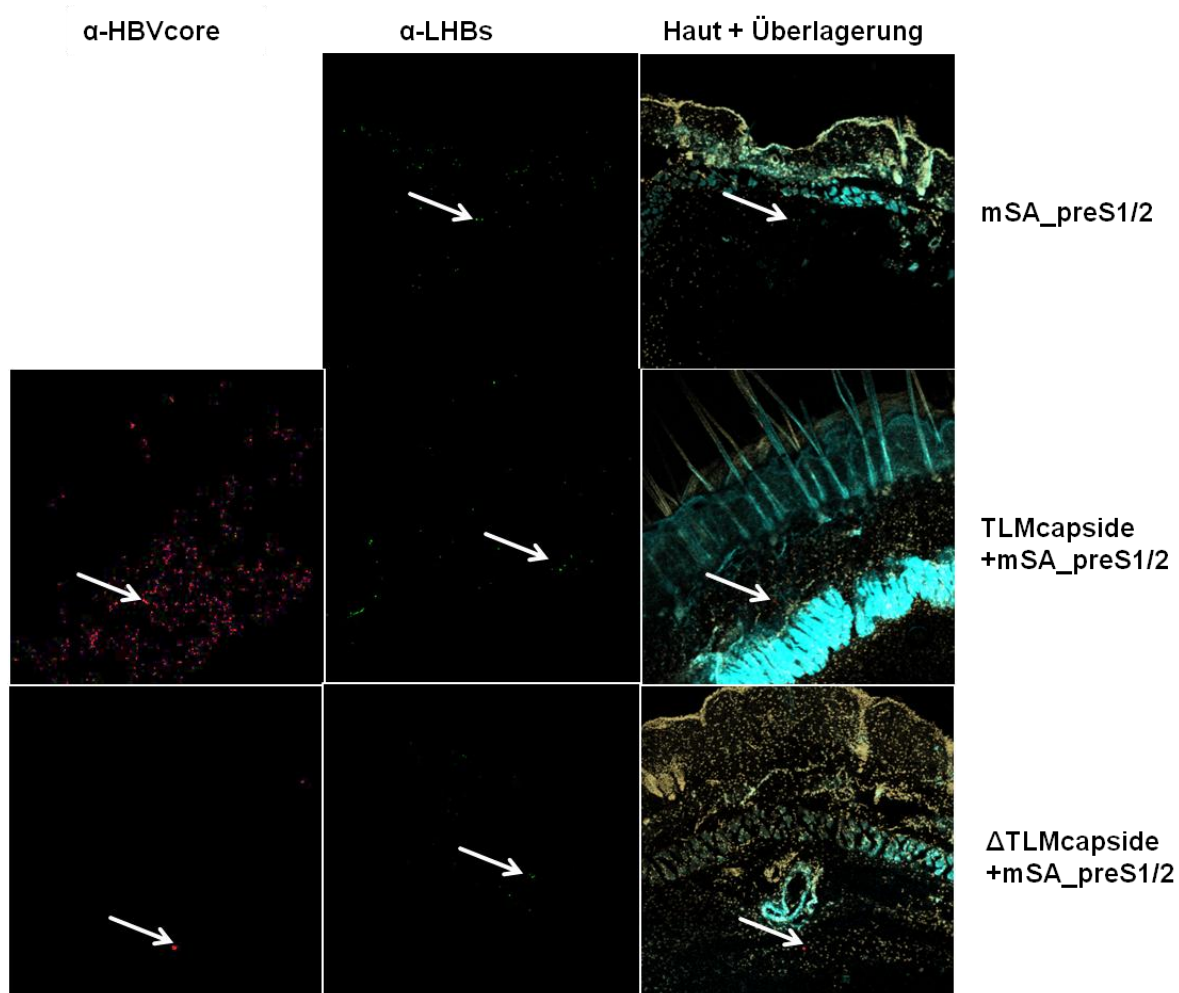 α-HBVcore
α-LHBs
Haut + Überlagerung
mSA_preS1/2
TLMcapside
+mSA_preS1/2
ΔTLMcapside
+mSA_preS1/2